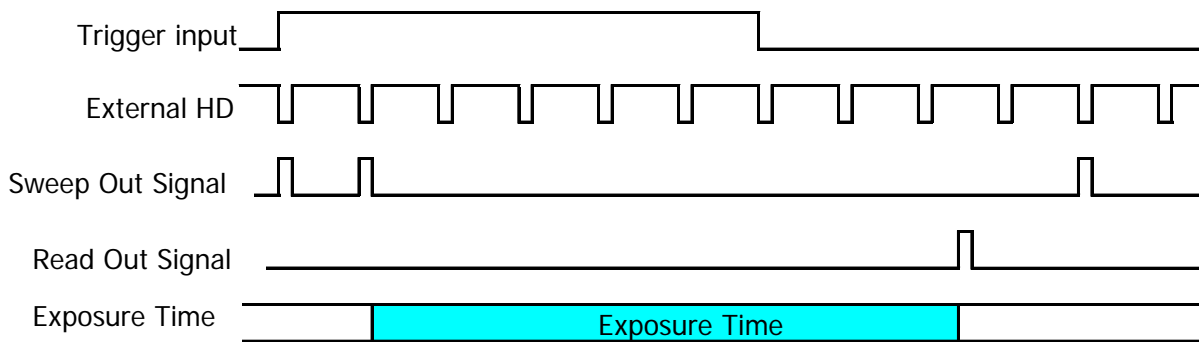 Trigger input
External HD
Sweep Out Signal
Read Out Signal
Exposure Time
Exposure Time